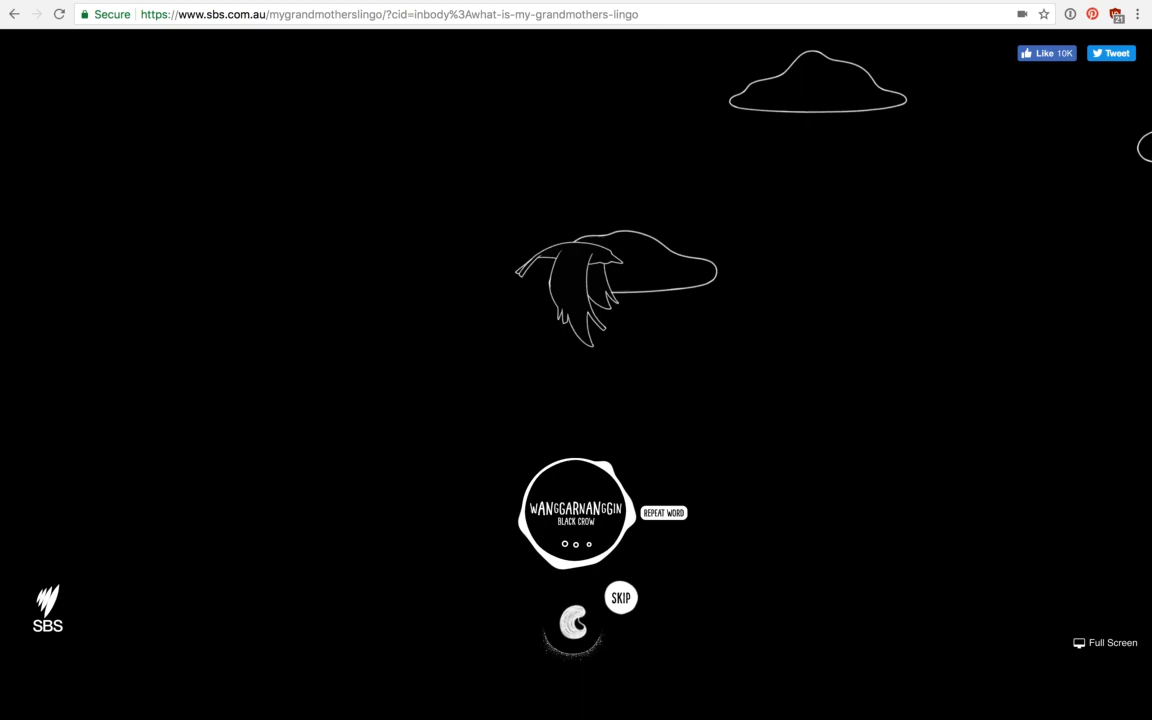 Secure https://www.sbs.com.au/mygrandmotherslingo/?cid=inbody%3Awhat-is-my-grandmothers-lingo
21
Like 10K
Tweet
WANGGARNANGGIN
BLACK CROW
REPEAT WORD
SKIP
SBS
Full Screen